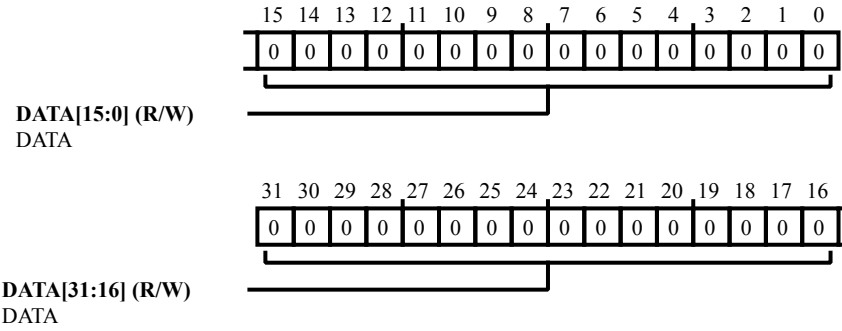 15 14 13 12 11 10 9 8 7 6 5 4 3 2 1 0
0 0 0 0 0 0 0 0 0 0 0 0 0 0 0 0
DATA[15:0] (R/W)
DATA
31 30 29 28 27 26 25 24 23 22 21 20 19 18 17 16
0 0 0 0 0 0 0 0 0 0 0 0 0 0 0 0
DATA[31:16] (R/W)
DATA